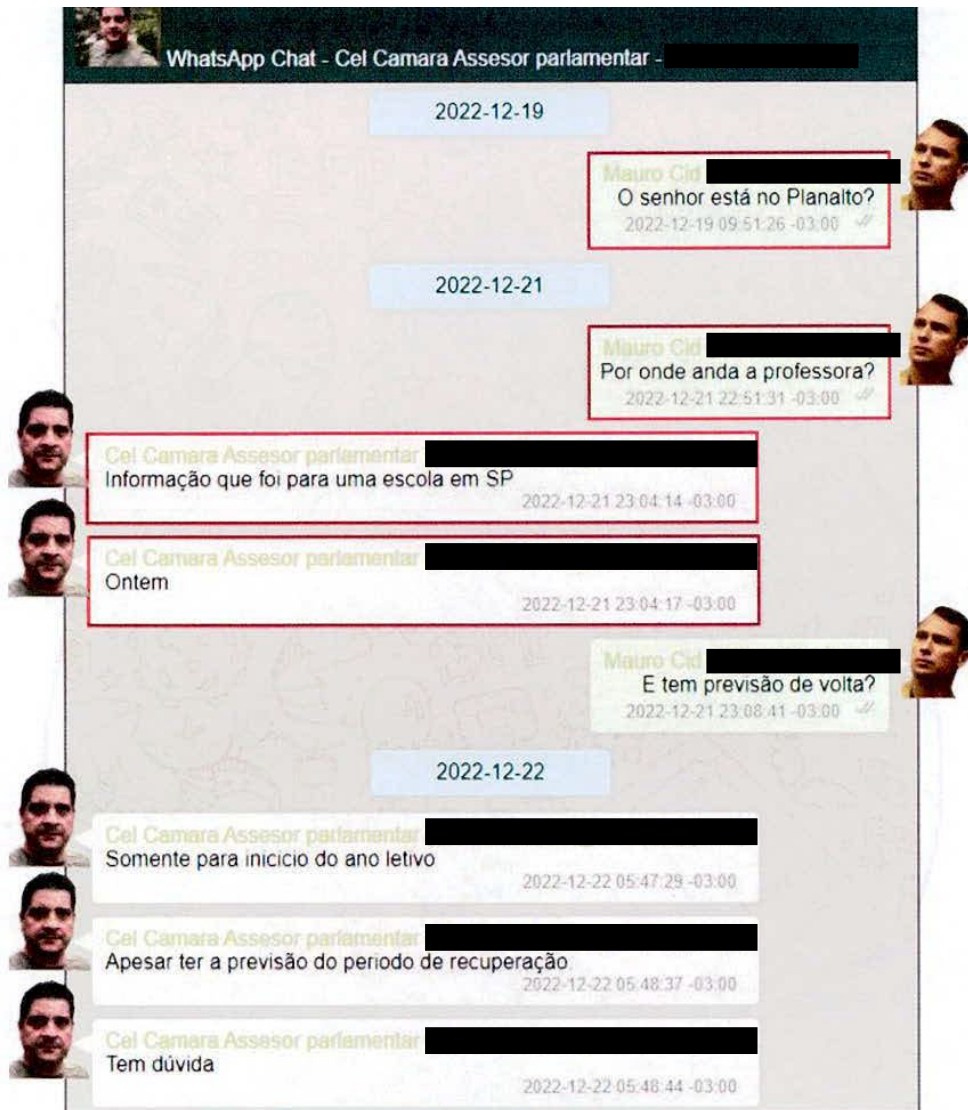 WhatsApp Chat - Cel Camara Assesor parlamentar -
2022-12-19
Mauro Cid
O senhor está no Planalto?
2022-12-19 09:51:26 -03:00
2022-12-21
Mauro Cid
Por onde anda a professora?
2022-12-21 22:51:31 -03:00
Cel Camara Assesor parlamentar
Informação que foi para uma escola em SP
2022-12-21 23:04:14 -03:00
Cel Camara Assesor parlamentar
Ontem
2022-12-21 23:04:17 -03:00
Mauro Cid
E tem previsão de volta?
2022-12-21 23:08:41 -03:00
2022-12-22
Cel Camara Assesor parlamentar
Somente para inicicio do ano letivo
2022-12-22 05:47:29 -03:00
Cel Camara Assesor parlamentar
Apesar ter a previsão do periodo de recuperação
2022-12-22 05:48:37 -03:00
Cel Camara Assesor parlamentar
Tem dúvida
2022-12-22 05:48:44 -03:00